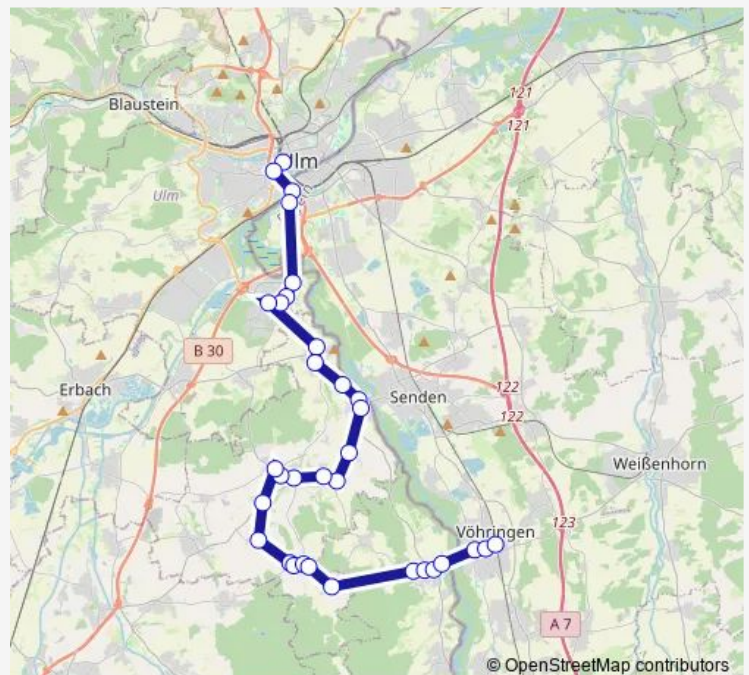 121
Blaustein
121
Ulm
Ulm
B 30
Erbach
122
Senden
122
Weißenhorn
123
Vöhringen
A 7
© OpenStreetMap contributors